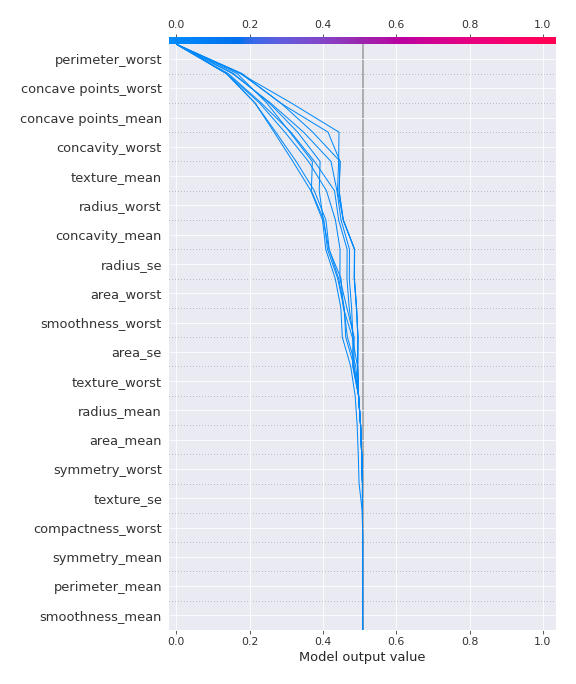 0.0 0.2 0.4 0.6 0.8 1.0
perimeter_worst
concave points_worst
concave points_mean
concavity_worst
texture_mean
radius_worst
concavity_mean
radius_se
area_worst
smoothness_worst
area_se
texture_worst
radius_mean
area_mean
symmetry_worst
texture_se
compactness_worst
symmetry_mean
perimeter_mean
smoothness_mean
0.0 0.2 0.4 0.6 0.8 1.0
Model output value